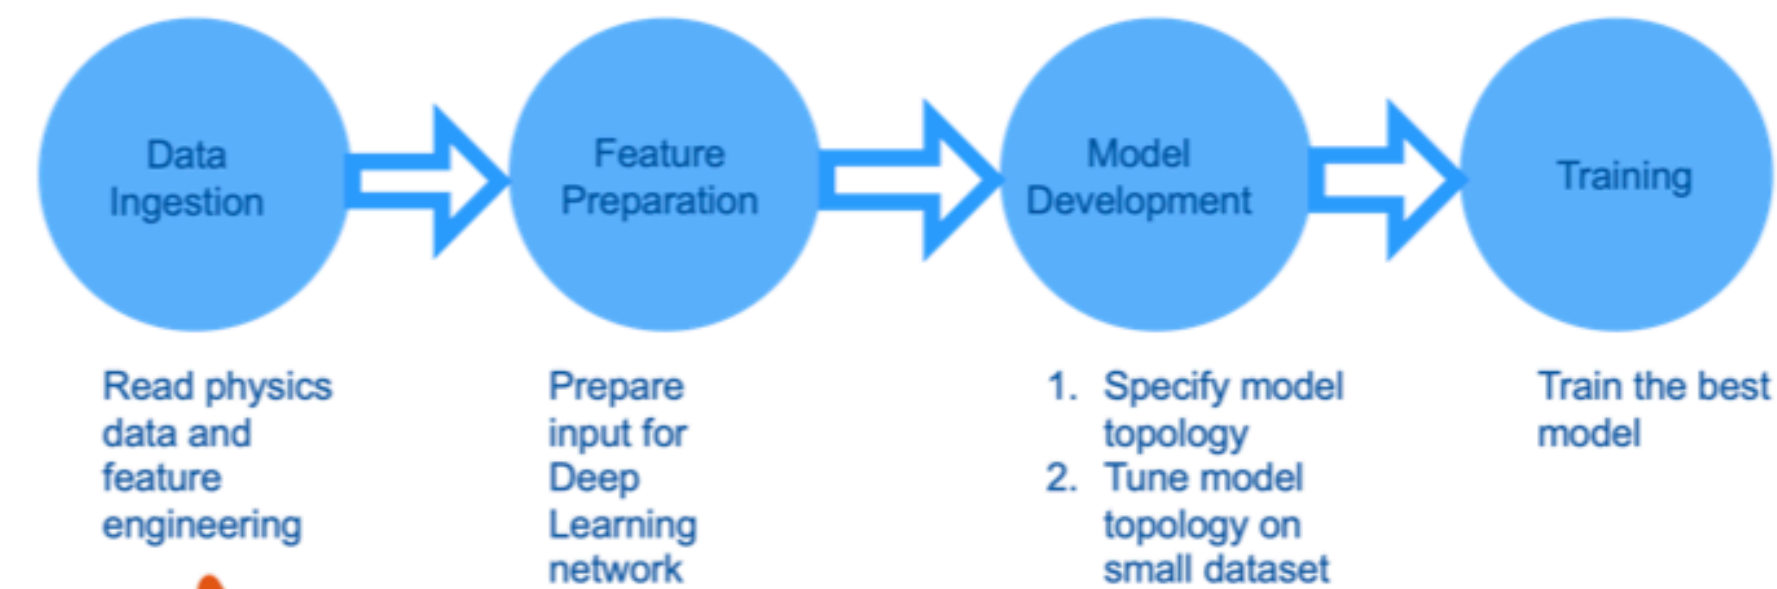 Data
Ingestion
Feature
Preparation
Model
Development
Training
Read physics
data and
feature
engineering
Prepare
input for
Deep
Learning
network
1. Specify model
topology
2. Tune model
topology on
small dataset
Train the best
model